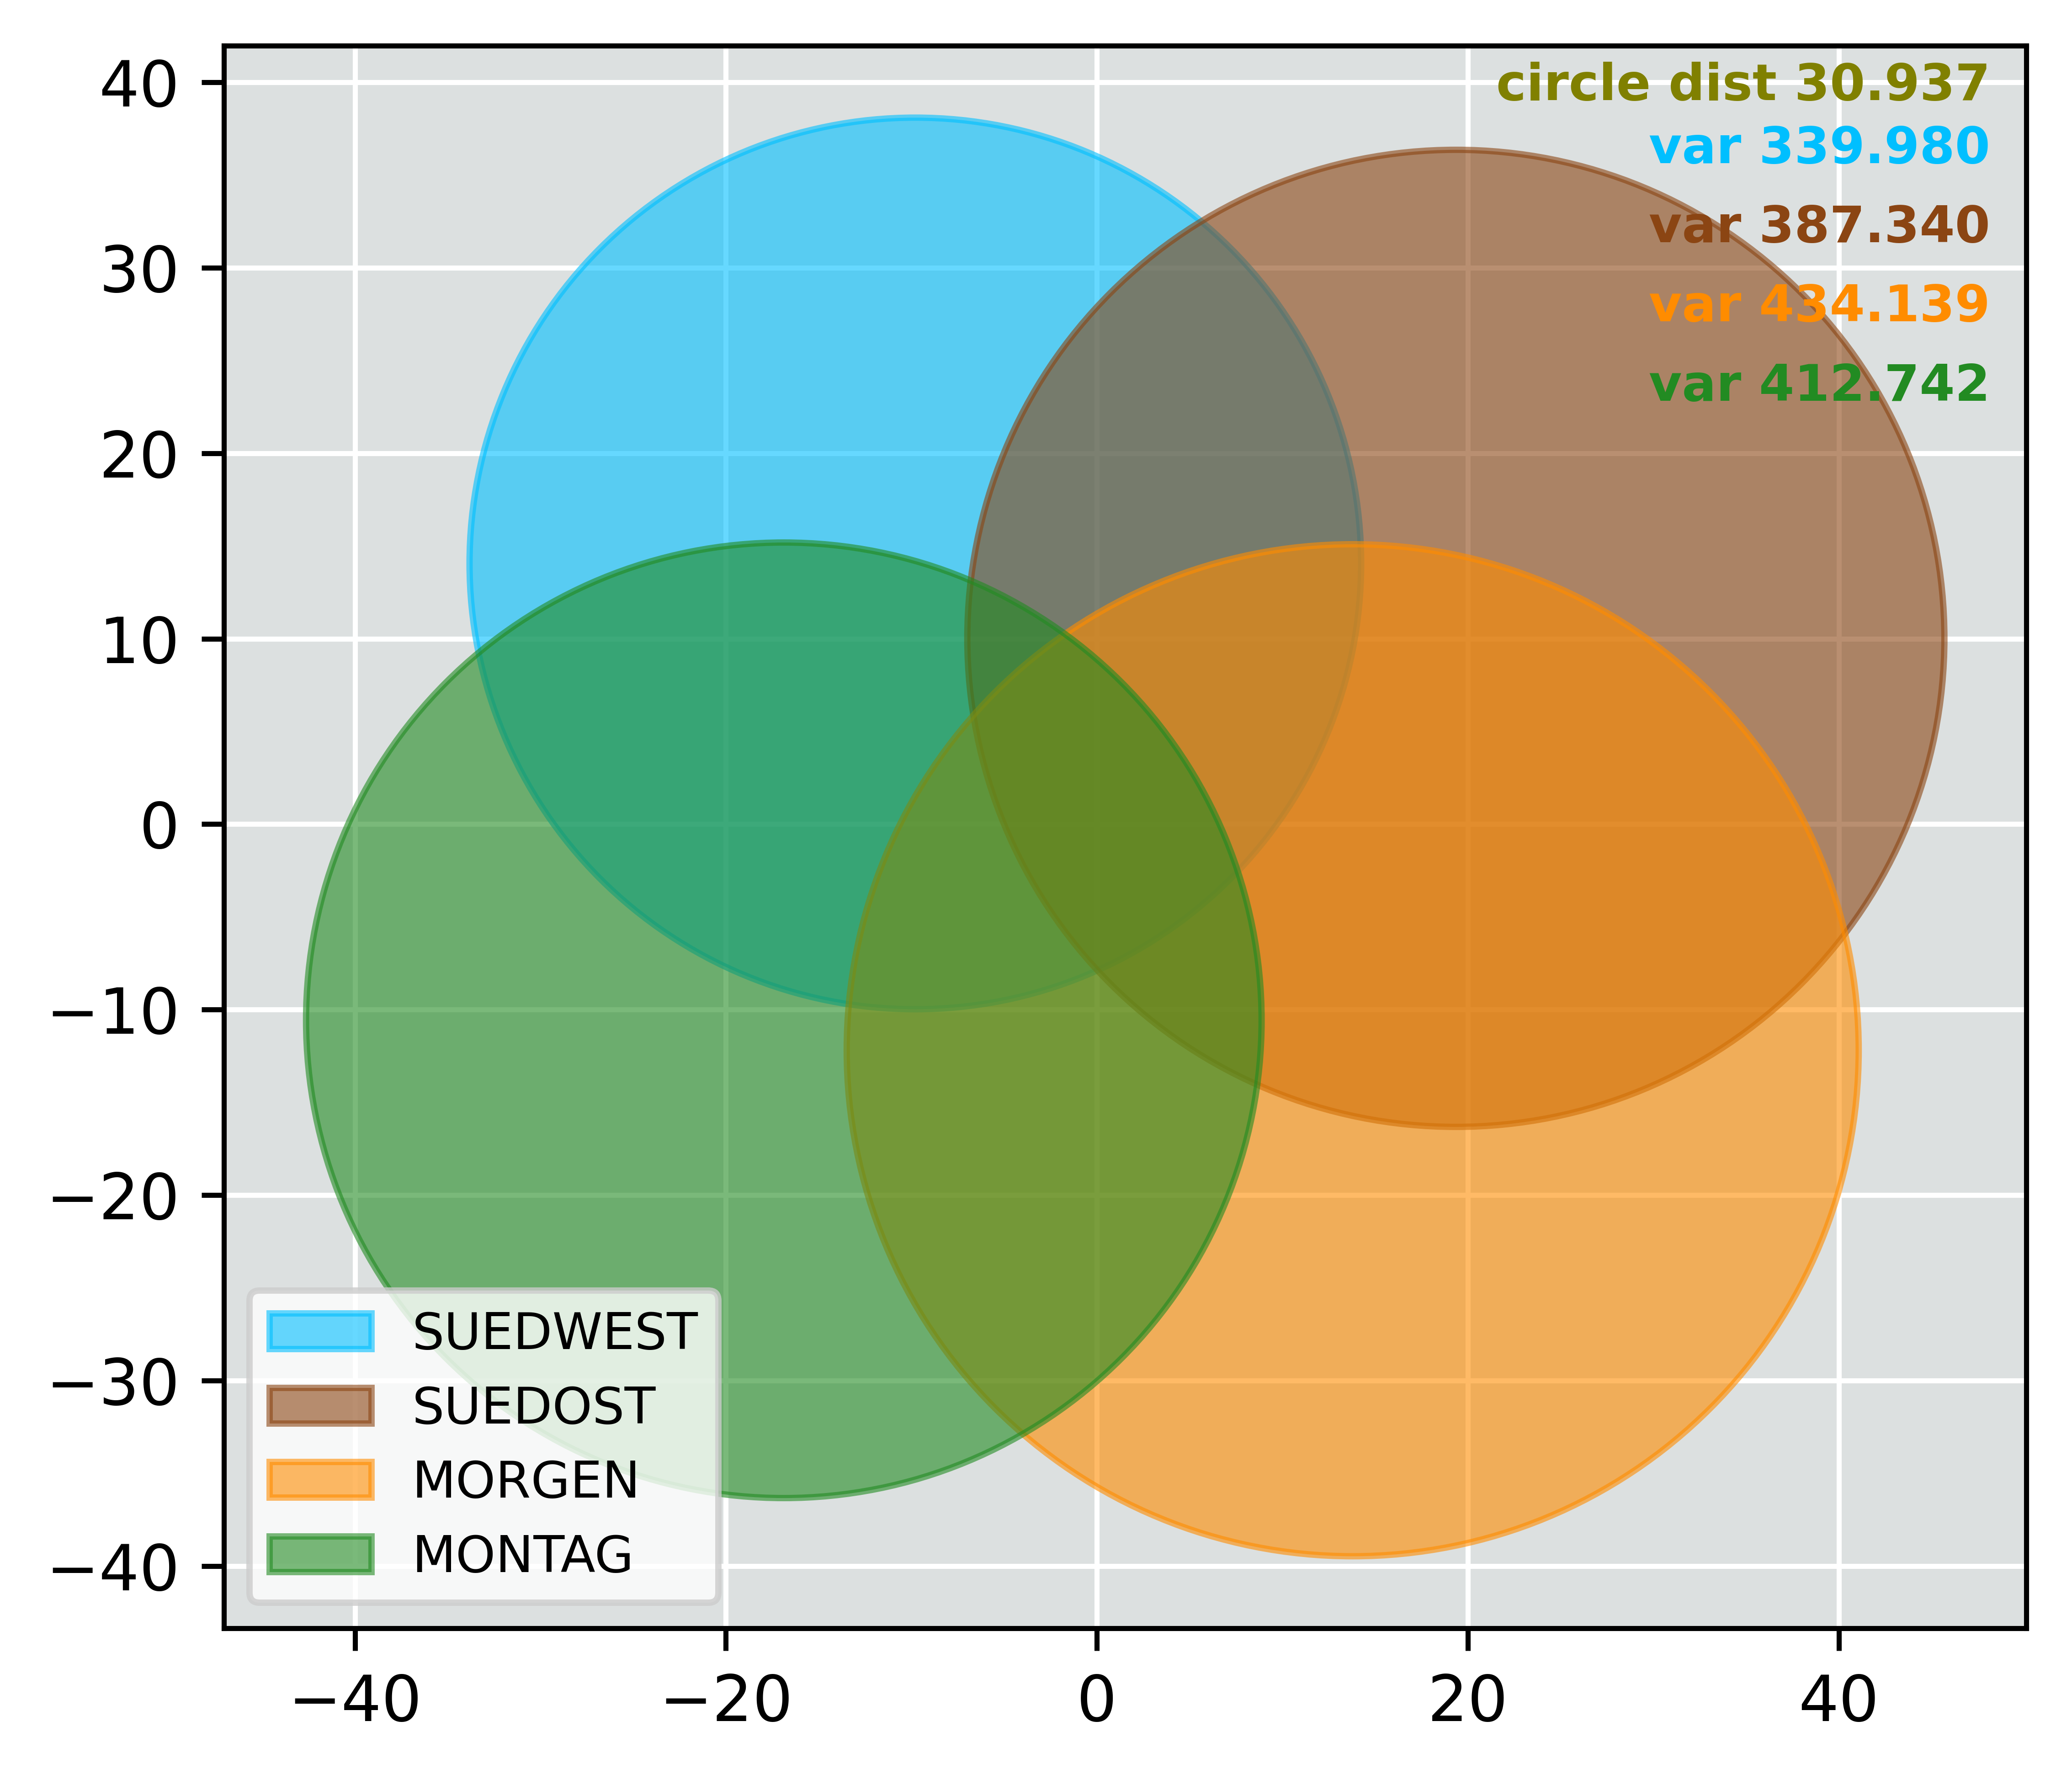 circle dist 30.937
var 339.980
var 387.340
var 434.139
var 412.742
40
30
20
10
0
−10
−20
−30
−40
SUEDWEST
SUEDOST
MORGEN
MONTAG
−40 −20 0 20 40